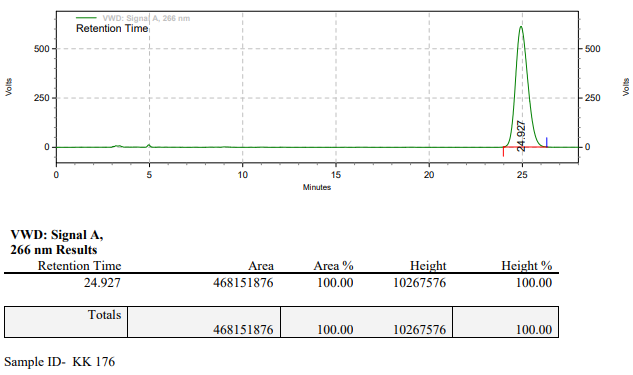 VWD: Signal A, 266 nm
Retention Time
500
250
0
Volts
500
250
0
Volts
24.927
0 5 10 15 20 25
Minutes
VWD: Signal A,
266 nm Results
Retention Time Area Area % Height Height %
24.927 468151876 100.00 10267576 100.00
Totals
468151876 100.00 10267576 100.00
Sample ID- KK 176